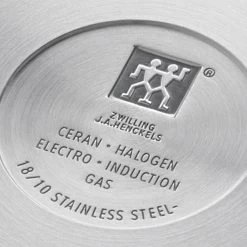 ®
ZWILLING
J.A.HENCKELS
CERAN • HALOGEN
ELECTRO • INDUCTION
GAS
18/10 STAINLESS STEEL-